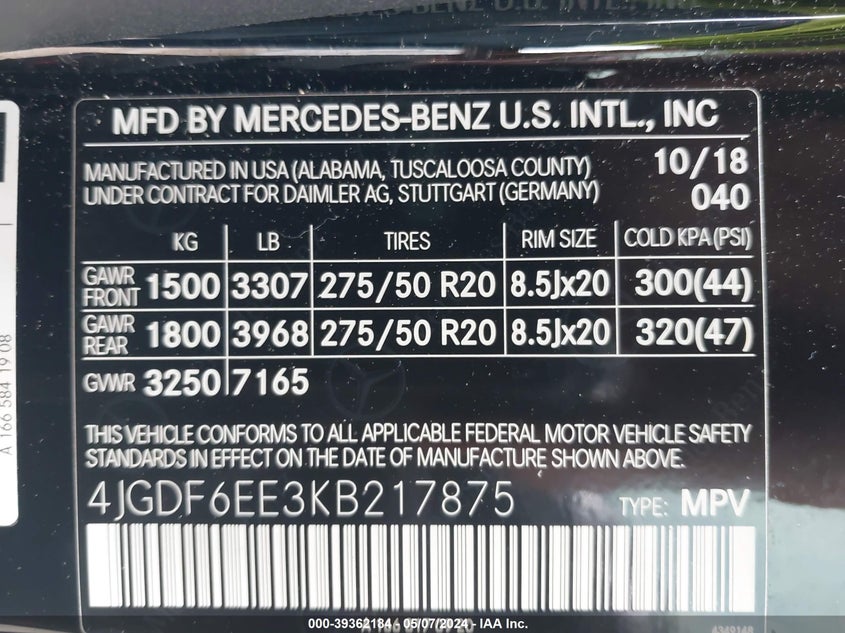 MFD BY MERCEDES-BENZ U.S. INTL., INC
MANUFACTURED IN USA (ALABAMA, TUSCALOOSA COUNTY) 10/18
UNDER CONTRACT FOR DAIMLER AG, STUTTGART (GERMANY) 040
KG LB TIRES RIM SIZE COLD KPA (PSI)
GAWR FRONT 1500 3307 275/50 R20 8.5Jx20 300(44)
GAWR REAR 1800 3968 275/50 R20 8.5Jx20 320(47)
GVWR 3250 7165
THIS VEHICLE CONFORMS TO ALL APPLICABLE FEDERAL MOTOR VEHICLE SAFETY
STANDARDS IN EFFECT ON THE DATE OF MANUFACTURE SHOWN ABOVE.
4JGDF6EE3KB217875 TYPE: MPV
A 166 584 19 08
000-39362184 - 05/07/2024 - IAA Inc.